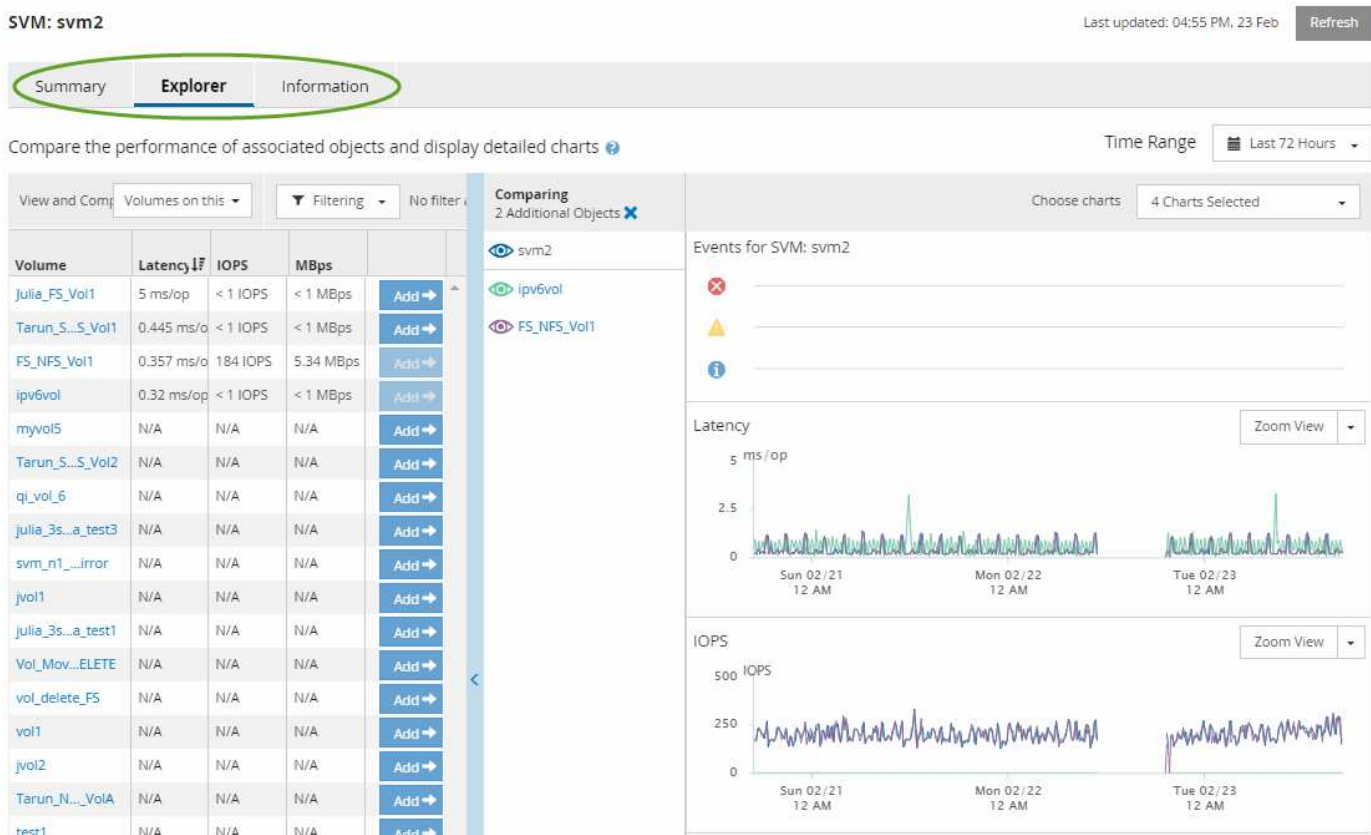 SVM: svm2
Last updated: 04:55 PM, 23 Feb Refresh
Summary Explorer Information
Compare the performance of associated objects and display detailed charts ?
Time Range Last 72 Hours
View and Comp Volumes on this Filtering No filter
Volume Latency IOPS MBps
Julia_FS_Vol1 5 ms/op < 1 IOPS < 1 MBps Add
Tarun_S...S_Vol1 0.445 ms/o < 1 IOPS < 1 MBps Add
FS_NFS_Vol1 0.357 ms/o 184 IOPS 5.34 MBps Add
ipv6vol 0.32 ms/op < 1 IOPS < 1 MBps Add
myvol5 N/A N/A N/A Add
Tarun_S...S_Vol2 N/A N/A N/A Add
qi_vol_6 N/A N/A N/A Add
julia_3s...a_test3 N/A N/A N/A Add
svm_n1_...irror N/A N/A N/A Add
jvol1 N/A N/A N/A Add
julia_3s...a_test1 N/A N/A N/A Add
Vol_Mov...ELETE N/A N/A N/A Add
vol_delete_FS N/A N/A N/A Add
vol1 N/A N/A N/A Add
jvol2 N/A N/A N/A Add
Tarun_N..._VolA N/A N/A N/A Add
test1 N/A N/A N/A Add
Comparing
2 Additional Objects
svm2
ipv6vol
FS_NFS_Vol1
Choose charts 4 Charts Selected
Events for SVM: svm2
Latency Zoom View
5 ms/op
2.5
0
Sun 02/21 Mon 02/22 Tue 02/23
12 AM 12 AM 12 AM
IOPS Zoom View
500 IOPS
250
0
Sun 02/21 Mon 02/22 Tue 02/23
12 AM 12 AM 12 AM